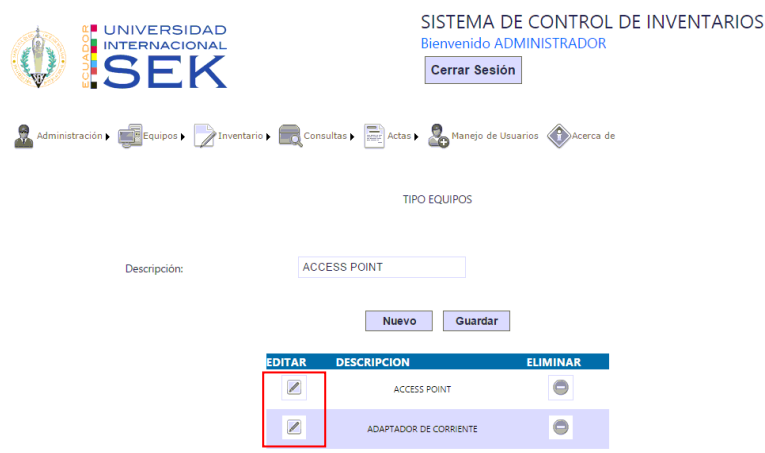 ECUADOR
UNIVERSIDAD
INTERNACIONAL
SEK
SISTEMA DE CONTROL DE INVENTARIOS
Bienvenido ADMINISTRADOR
Cerrar Sesión
Administración Equipos Inventario Consultas Actas Manejo de Usuarios Acerca de
TIPO EQUIPOS
Descripción: ACCESS POINT
Nuevo Guardar
EDITAR DESCRIPCION ELIMINAR
ACCESS POINT
ADAPTADOR DE CORRIENTE